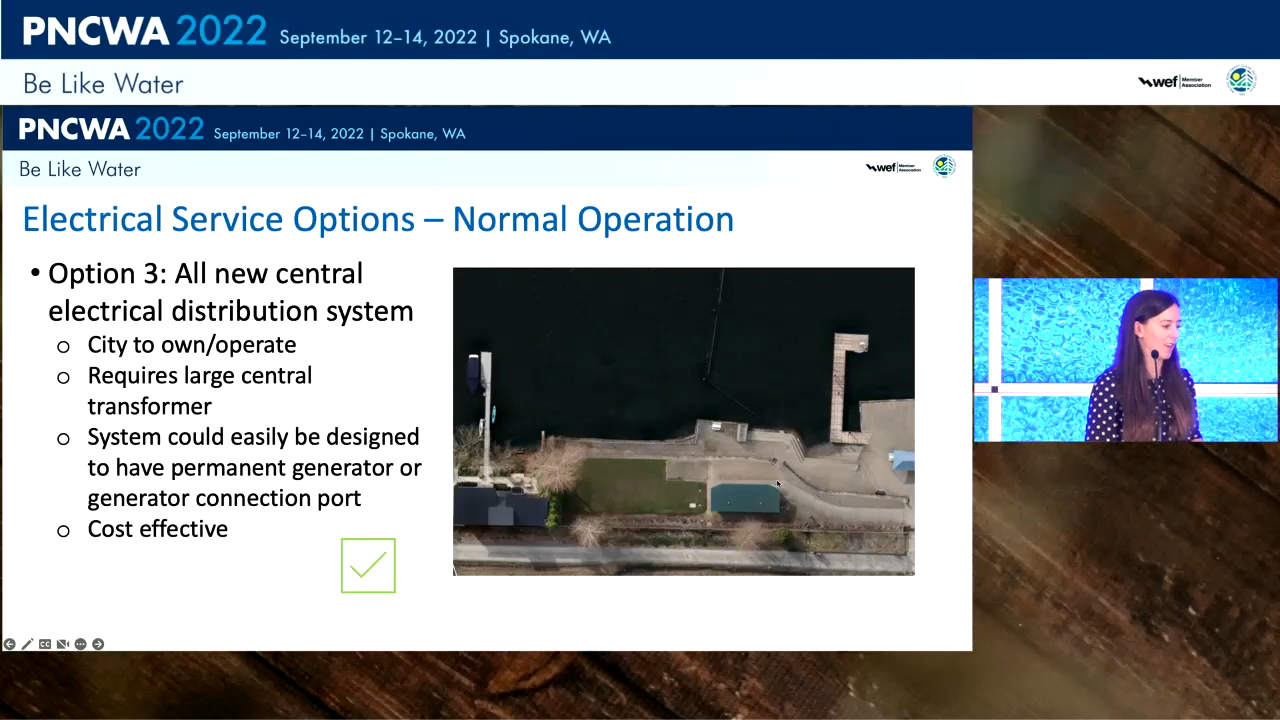 PNCWA 2022 September 12–14, 2022 | Spokane, WA
Be Like Water
wef Member Association
PNCWA 2022 September 12–14, 2022 | Spokane, WA
Be Like Water
wef Member Association
Electrical Service Options – Normal Operation
• Option 3: All new central
electrical distribution system
o City to own/operate
o Requires large central
transformer
o System could easily be designed
to have permanent generator or
generator connection port
o Cost effective